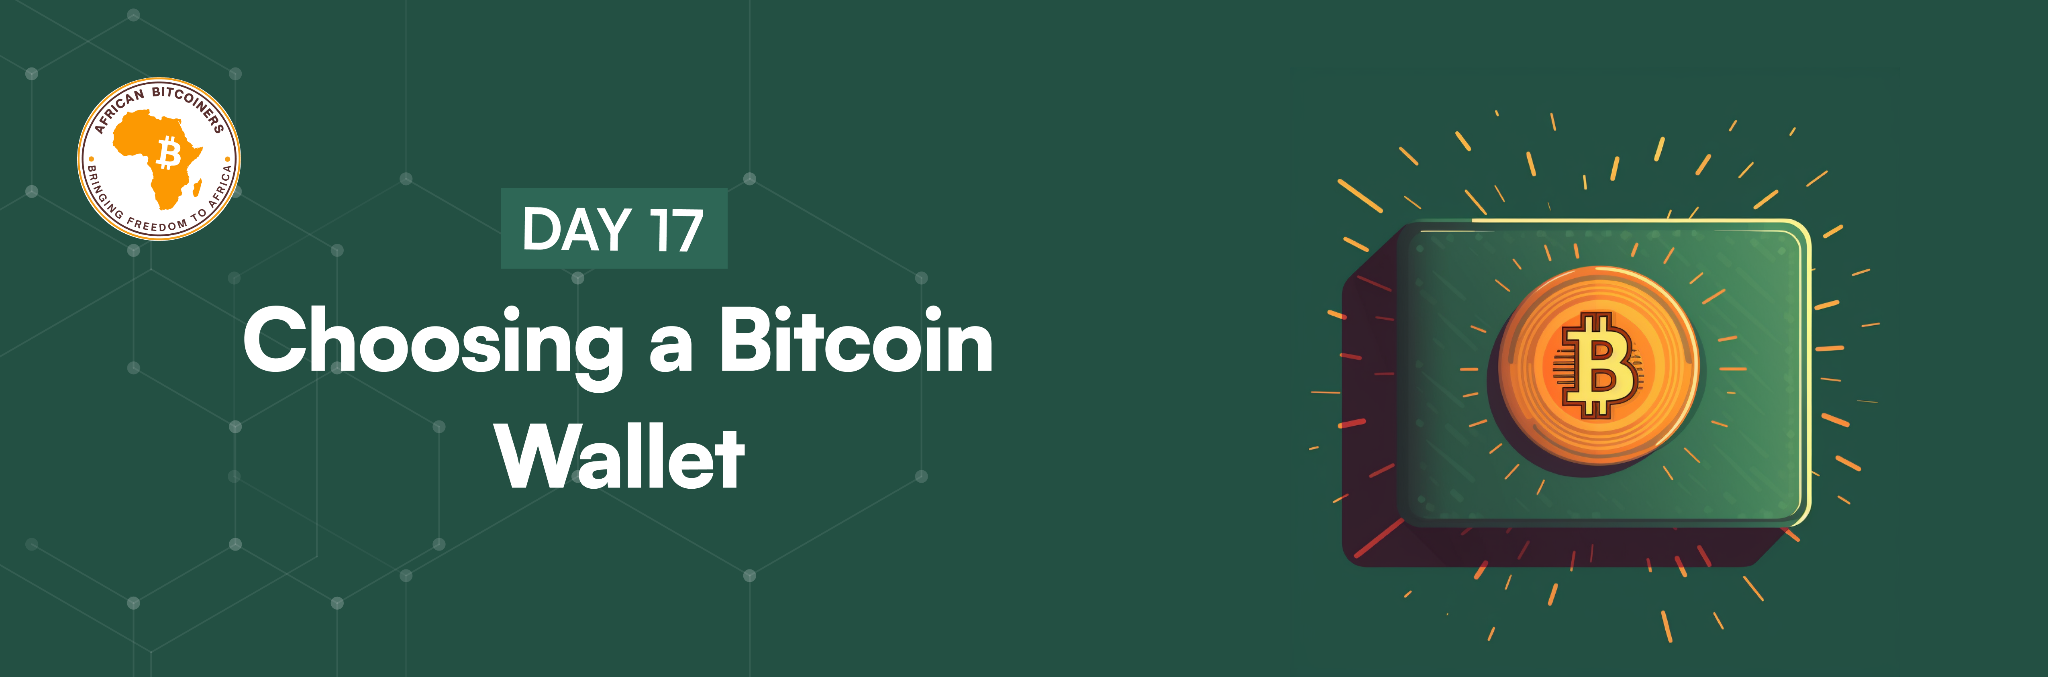 AFRICAN BITCOINERS
BRINGING FREEDOM TO AFRICA
DAY 17
Choosing a Bitcoin
Wallet